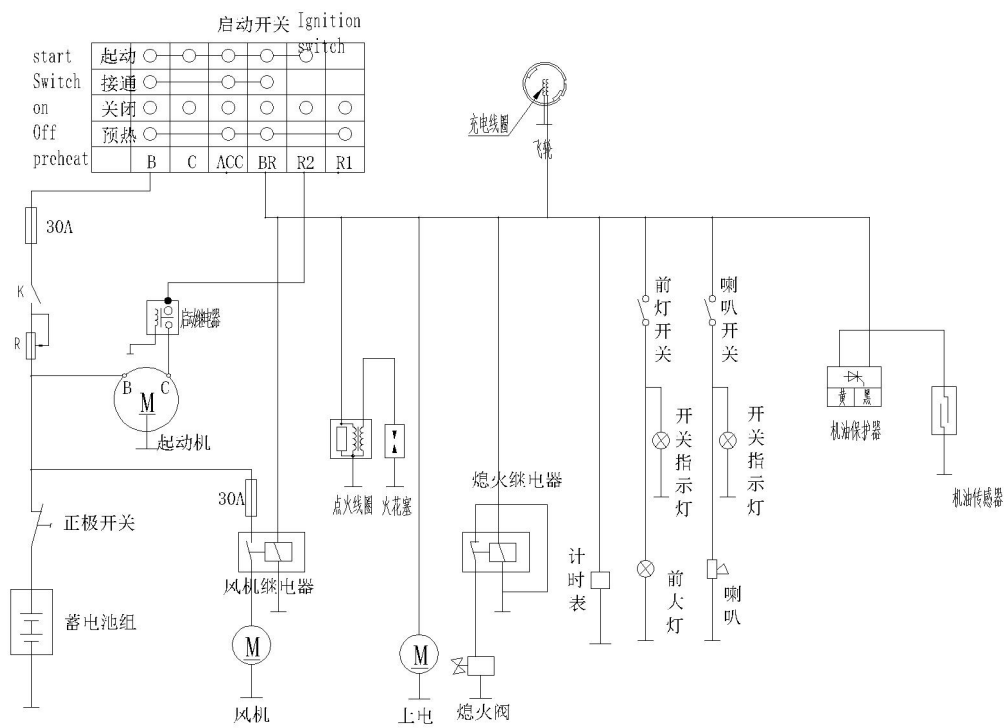 启动开关 Ignition switch
start 起动
Switch 接通
on 关闭
Off 预热
preheat B C ACC BR R2 R1
充电线圈
飞轮
30A
K
启动继电器
R
B C
M
起动机
前灯开关
喇叭开关
黄 黑
机油保护器
机油传感器
开关指示灯
开关指示灯
30A
点火线圈
火花塞
熄火继电器
正极开关
风机继电器
计时表
前大灯
喇叭
蓄电池组
M
风机
M
上电
熄火阀